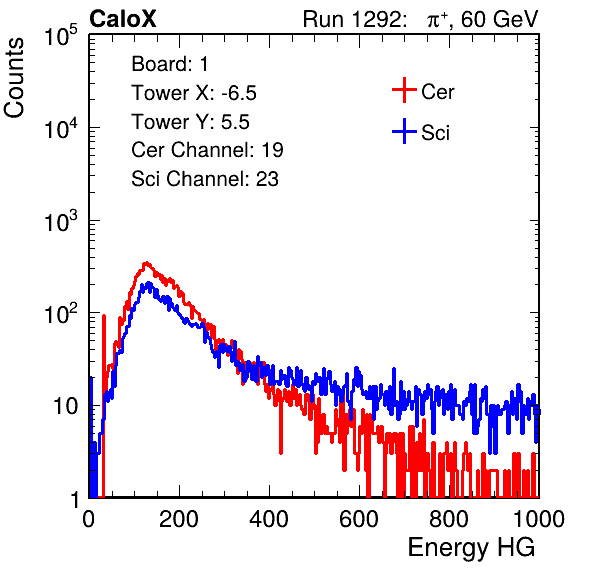 CaloX Run 1292: π⁺, 60 GeV
Counts
10⁵
10⁴
10³
10²
10
1
Board: 1
Tower X: -6.5
Tower Y: 5.5
Cer Channel: 19
Sci Channel: 23
Cer
Sci
0 200 400 600 800 1000
Energy HG